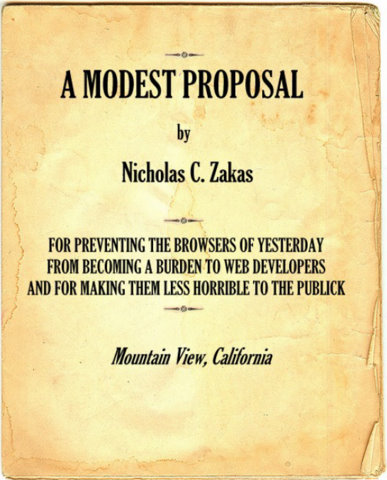 A MODEST PROPOSAL
by
Nicholas C. Zakas
FOR PREVENTING THE BROWSERS OF YESTERDAY
FROM BECOMING A BURDEN TO WEB DEVELOPERS
AND FOR MAKING THEM LESS HORRIBLE TO THE PUBLICK
Mountain View, California